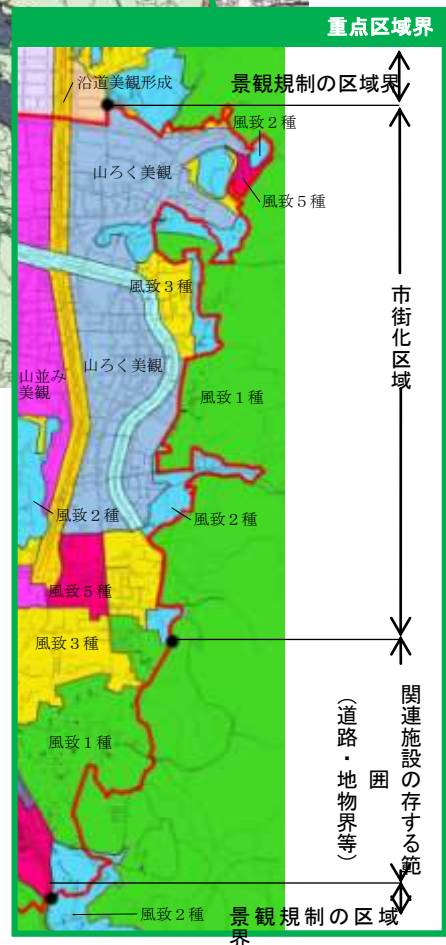 重点区域界
沿道美観形成
景観規制の区域界
風致２種
山ろく美観
風致５種
風致３種
市街化区域
山ろく美観
山並み
美観
風致１種
風致２種
風致２種
風致５種
風致３種
関連施設の存する範
囲
（道路・地物界等）
風致１種
風致２種
景観規制の区域
界